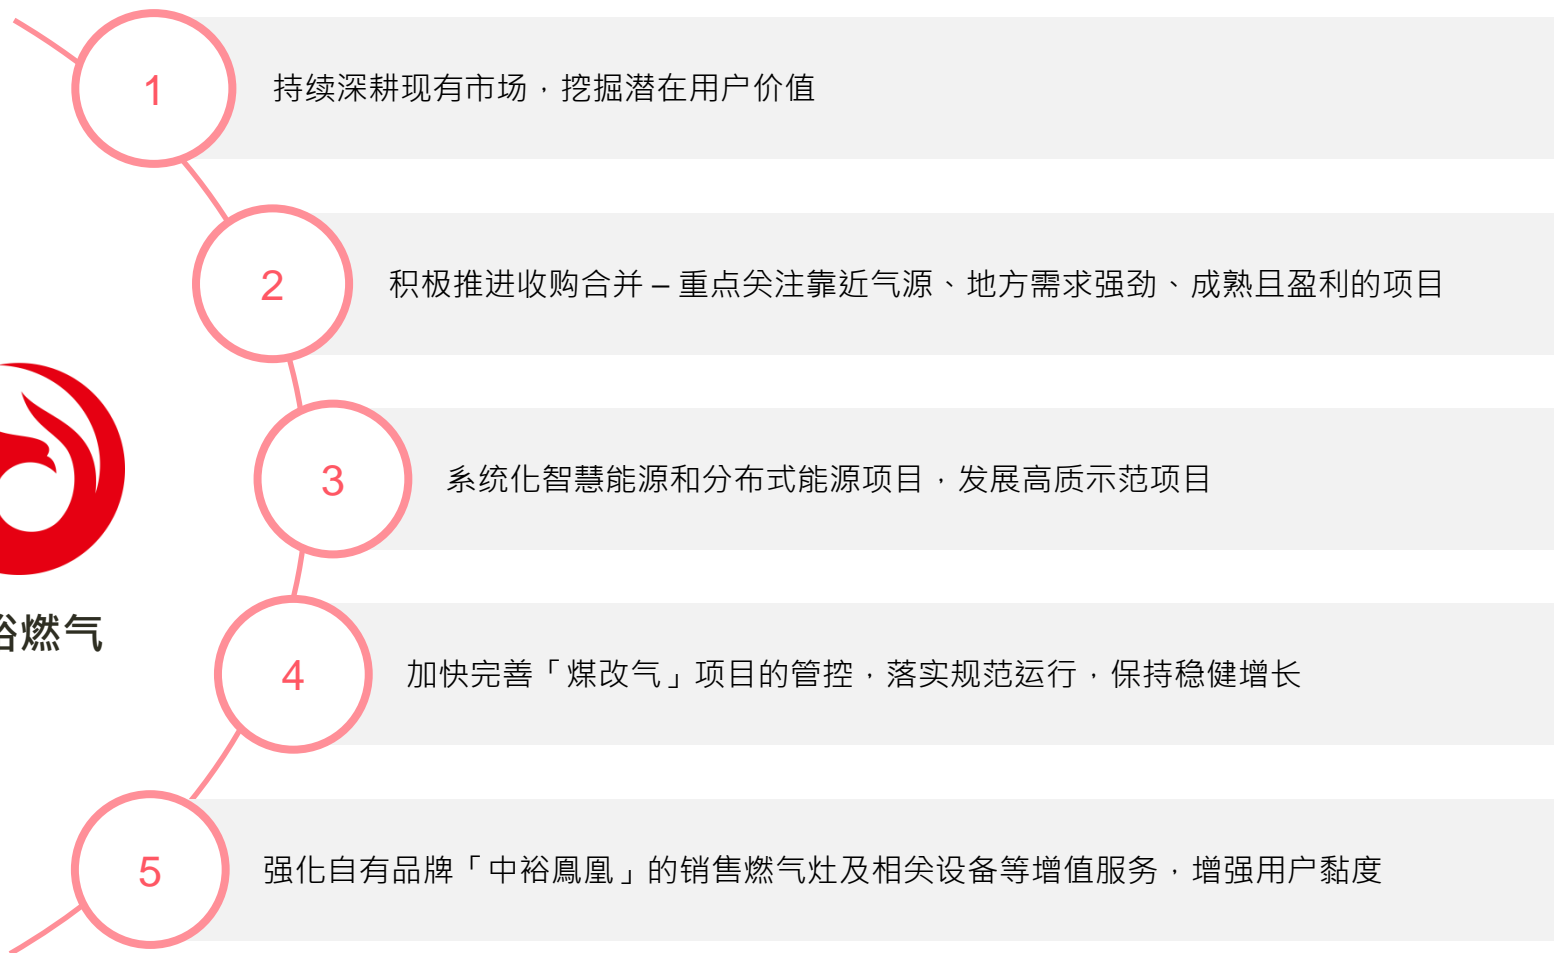 1
持续深耕现有市场，挖掘潜在用户价值
2
积极推进收购合并 – 重点关注靠近气源、地方需求强劲、成熟且盈利的项目
3
系统化智慧能源和分布式能源项目，发展高质示范项目
裕燃气
4
加快完善「煤改气」项目的管控，落实规范运行，保持稳健增长
5
强化自有品牌「中裕鳳凰」的销售燃气灶及相关设备等增值服务，增强用户黏度